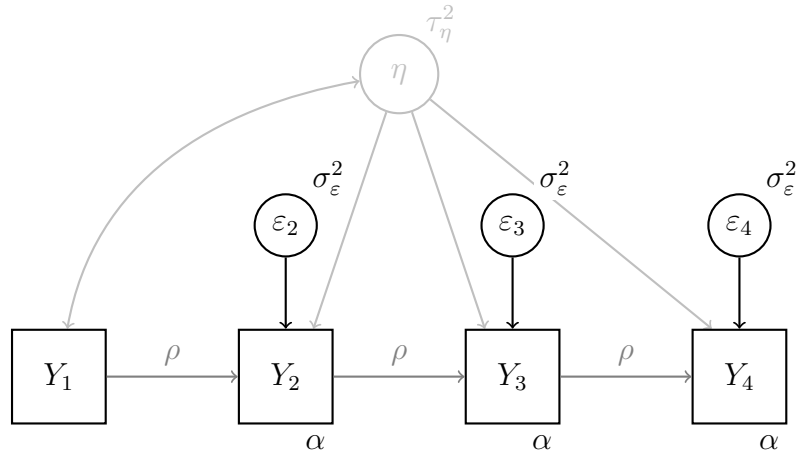 τ²_η
η
σ²_ε σ²_ε σ²_ε
ε₂ ε₃ ε₄
ρ ρ ρ
Y₁ Y₂ Y₃ Y₄
α α α